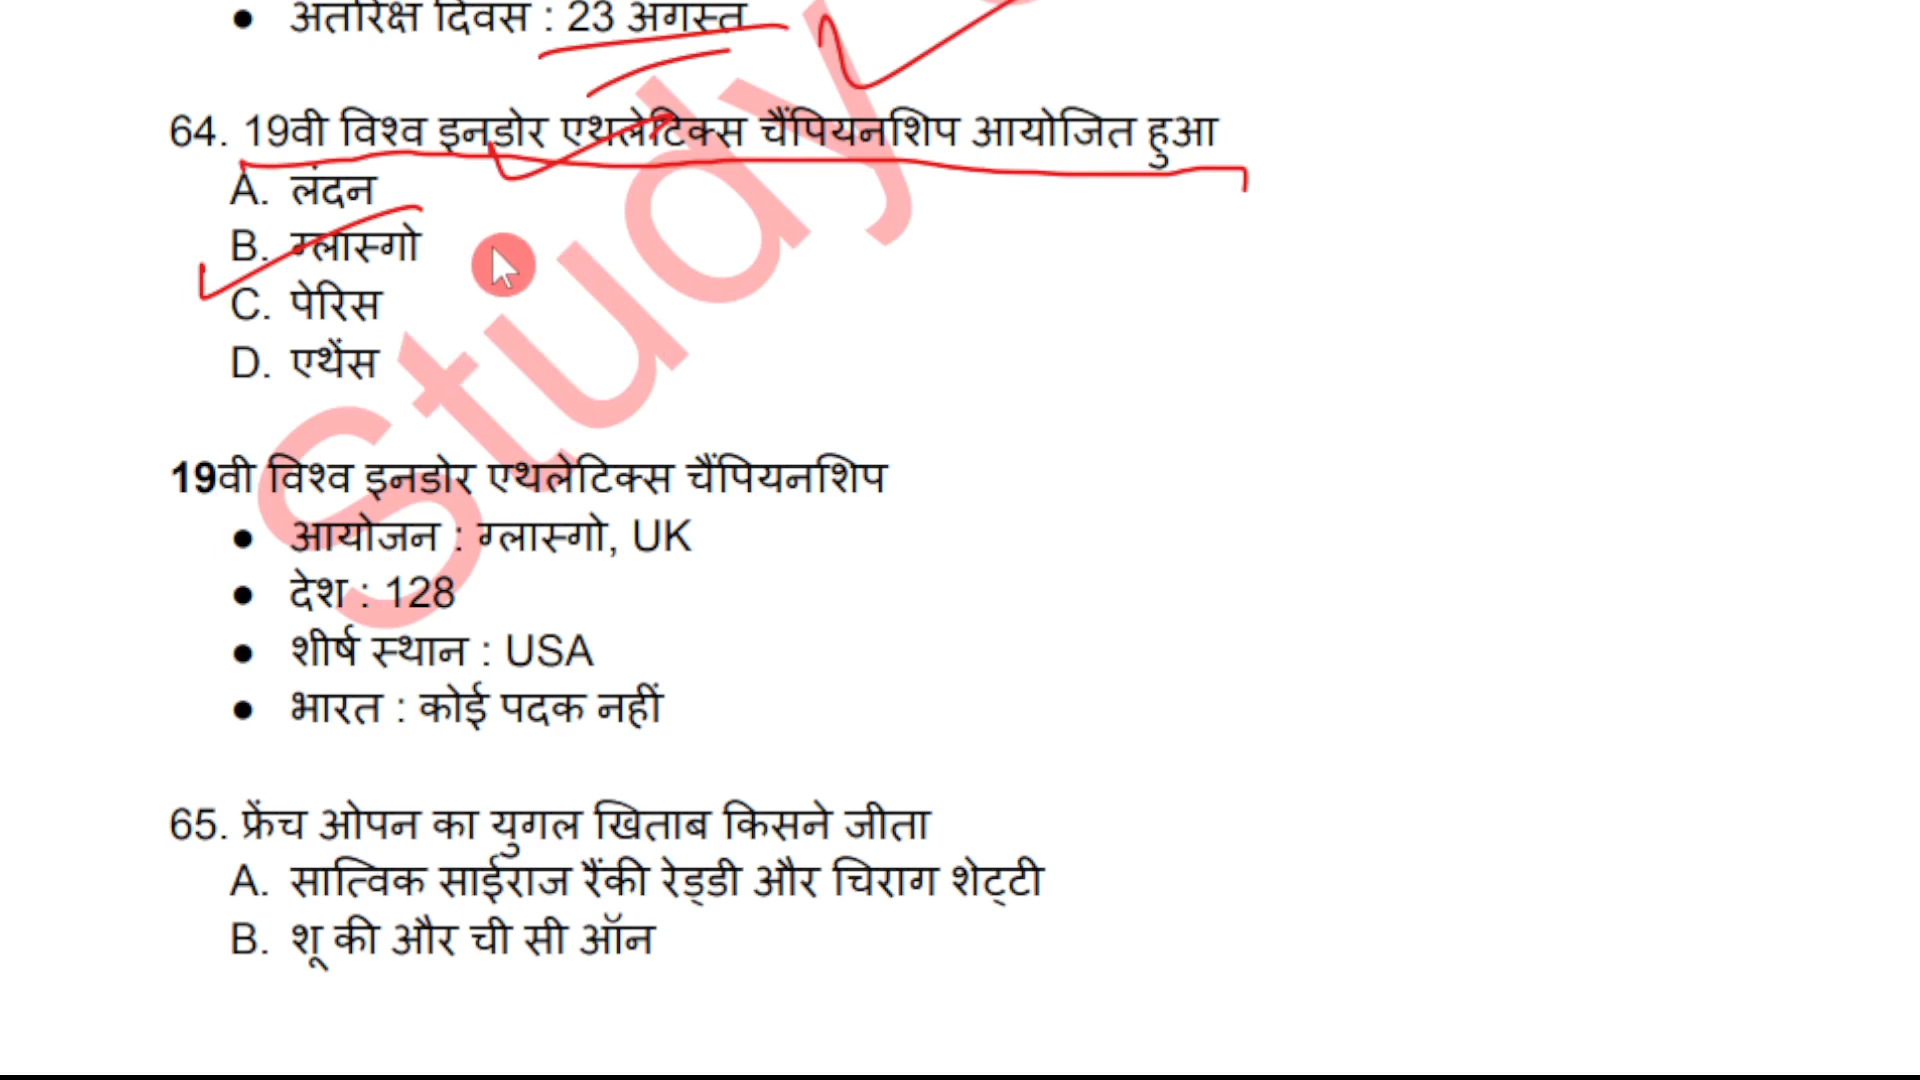 ● अंतरिक्ष दिवस : 23 अगस्त
64. 19वी विश्व इनडोर एथलेटिक्स चैंपियनशिप आयोजित हुआ
A. लंदन
B. ग्लास्गो
C. पेरिस
D. एथेंस
19वी विश्व इनडोर एथलेटिक्स चैंपियनशिप
● आयोजन : ग्लास्गो, UK
● देश : 128
● शीर्ष स्थान : USA
● भारत : कोई पदक नहीं
65. फ्रेंच ओपन का युगल खिताब किसने जीता
A. सात्विक साईराज रैंकी रेड्डी और चिराग शेट्टी
B. शू की और ची सी ऑन
Study